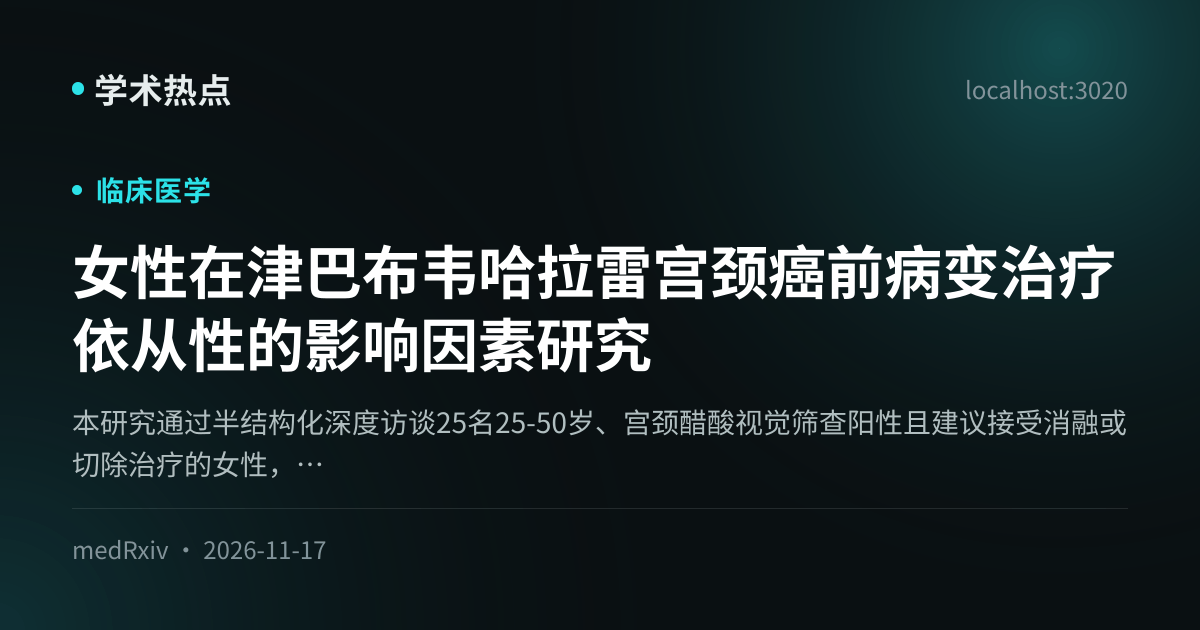 学术热点
localhost:3020
临床医学
女性在津巴布韦哈拉雷宫颈癌前病变治疗
依从性的影响因素研究
本研究通过半结构化深度访谈25名25-50岁、宫颈醋酸视觉筛查阳性且建议接受消融或
切除治疗的女性，…
medRxiv · 2026-11-17